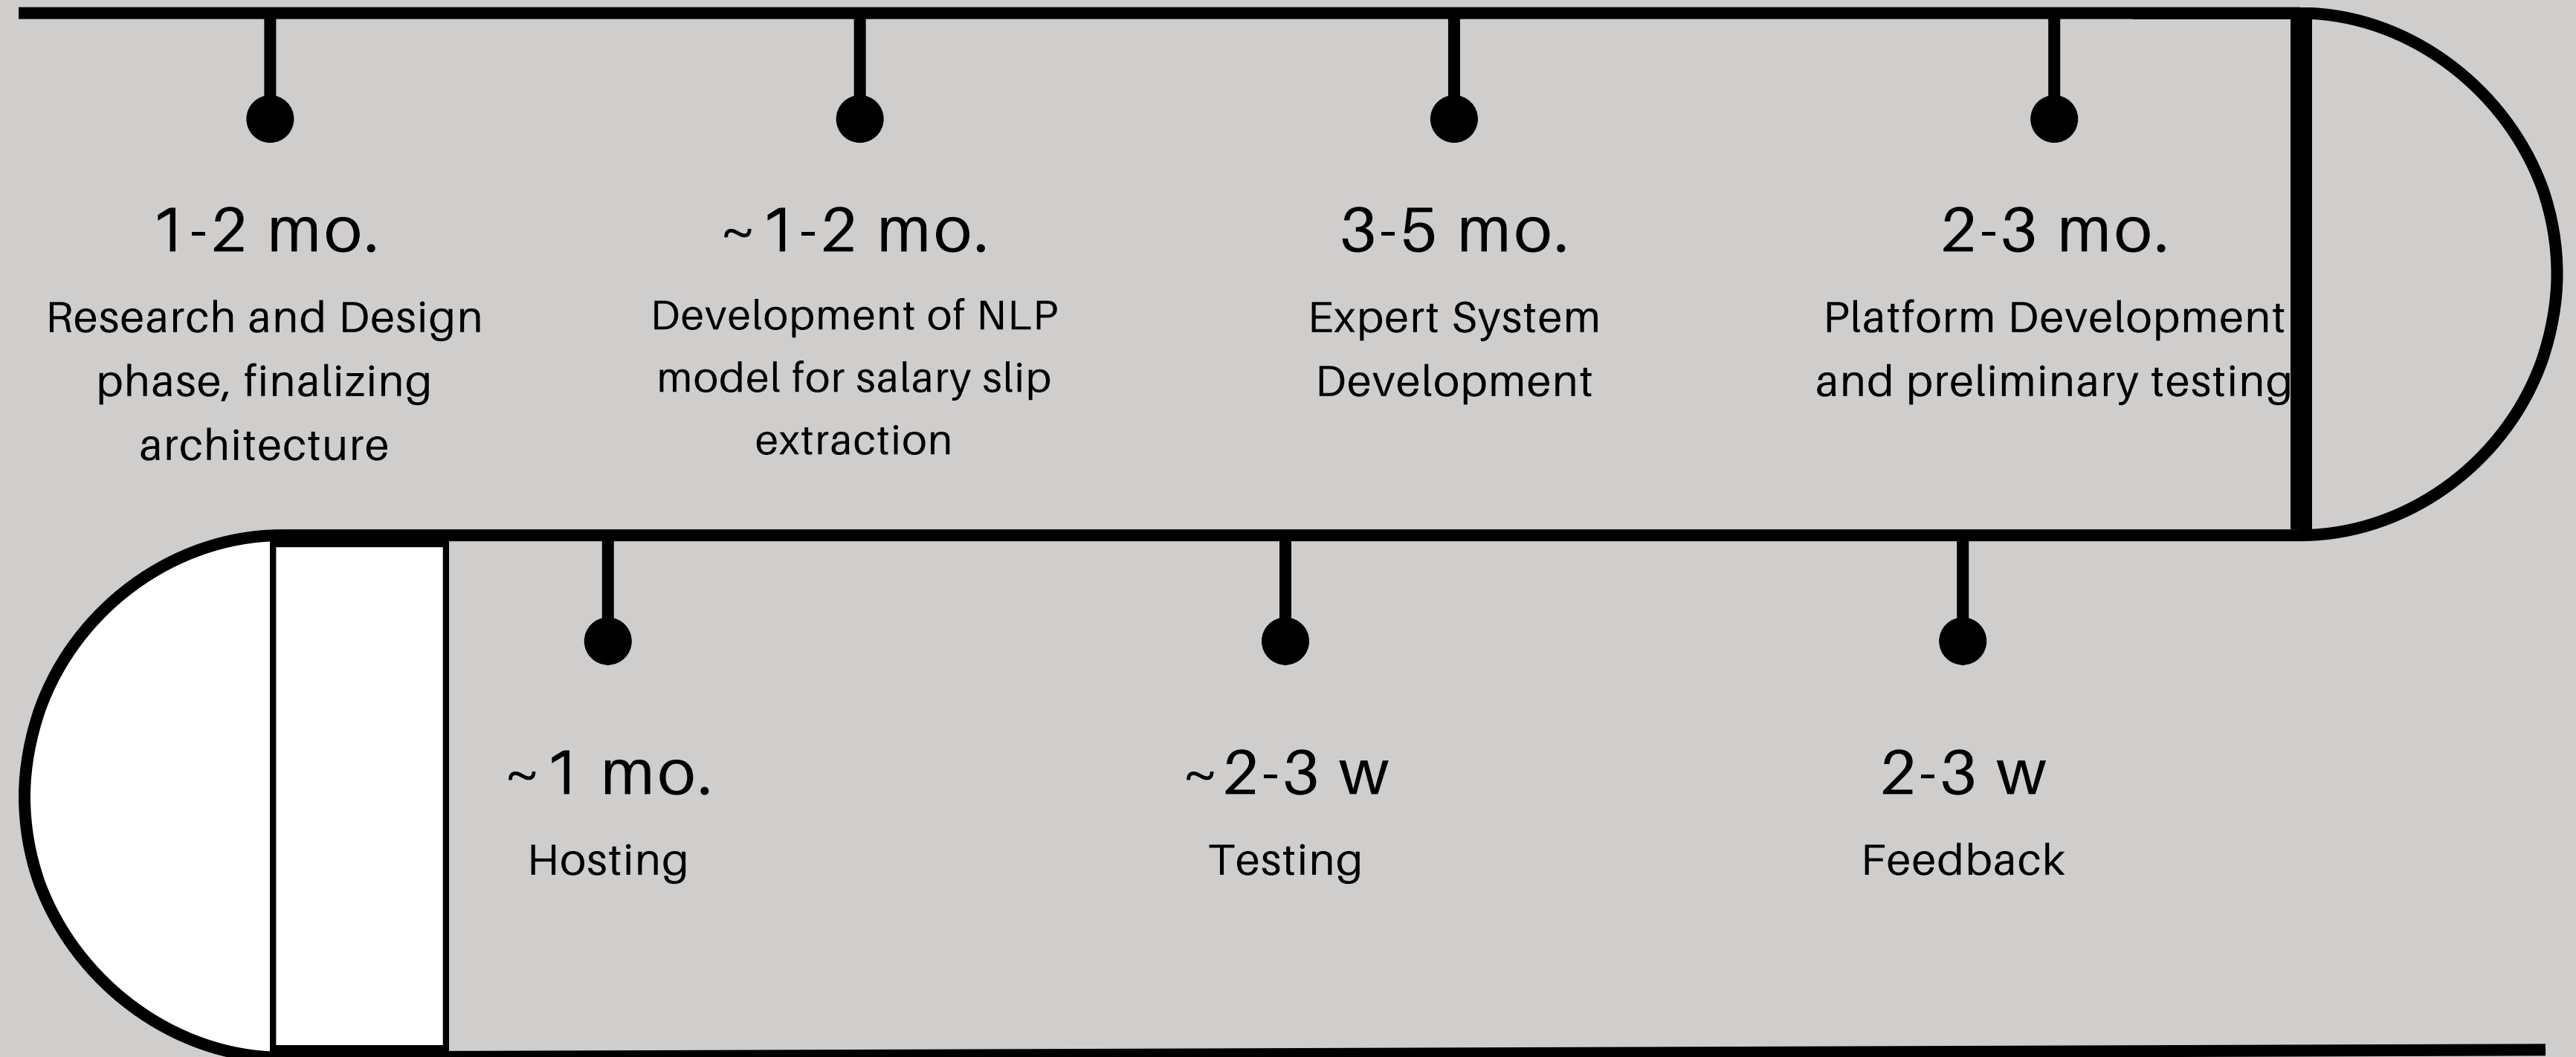 1-2 mo.
Research and Design
phase, finalizing
architecture
~1-2 mo.
Development of NLP
model for salary slip
extraction
3-5 mo.
Expert System
Development
2-3 mo.
Platform Development
and preliminary testing
~1 mo.
Hosting
~2-3 w
Testing
2-3 w
Feedback